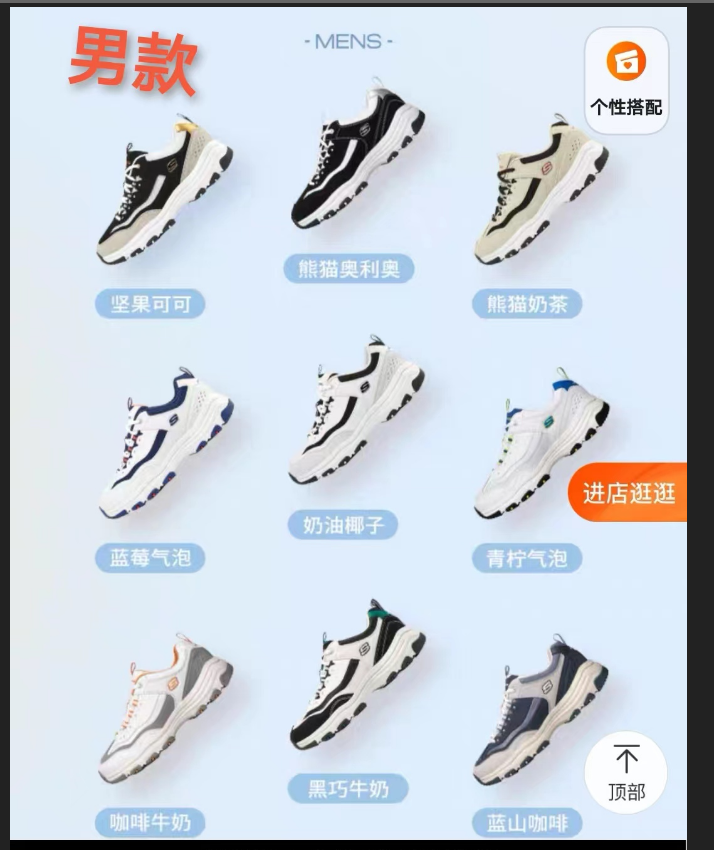 男款
- MENS -
个性搭配
坚果可可
熊猫奥利奥
熊猫奶茶
蓝莓气泡
奶油椰子
青柠气泡
进店逛逛
咖啡牛奶
黑巧牛奶
蓝山咖啡
顶部